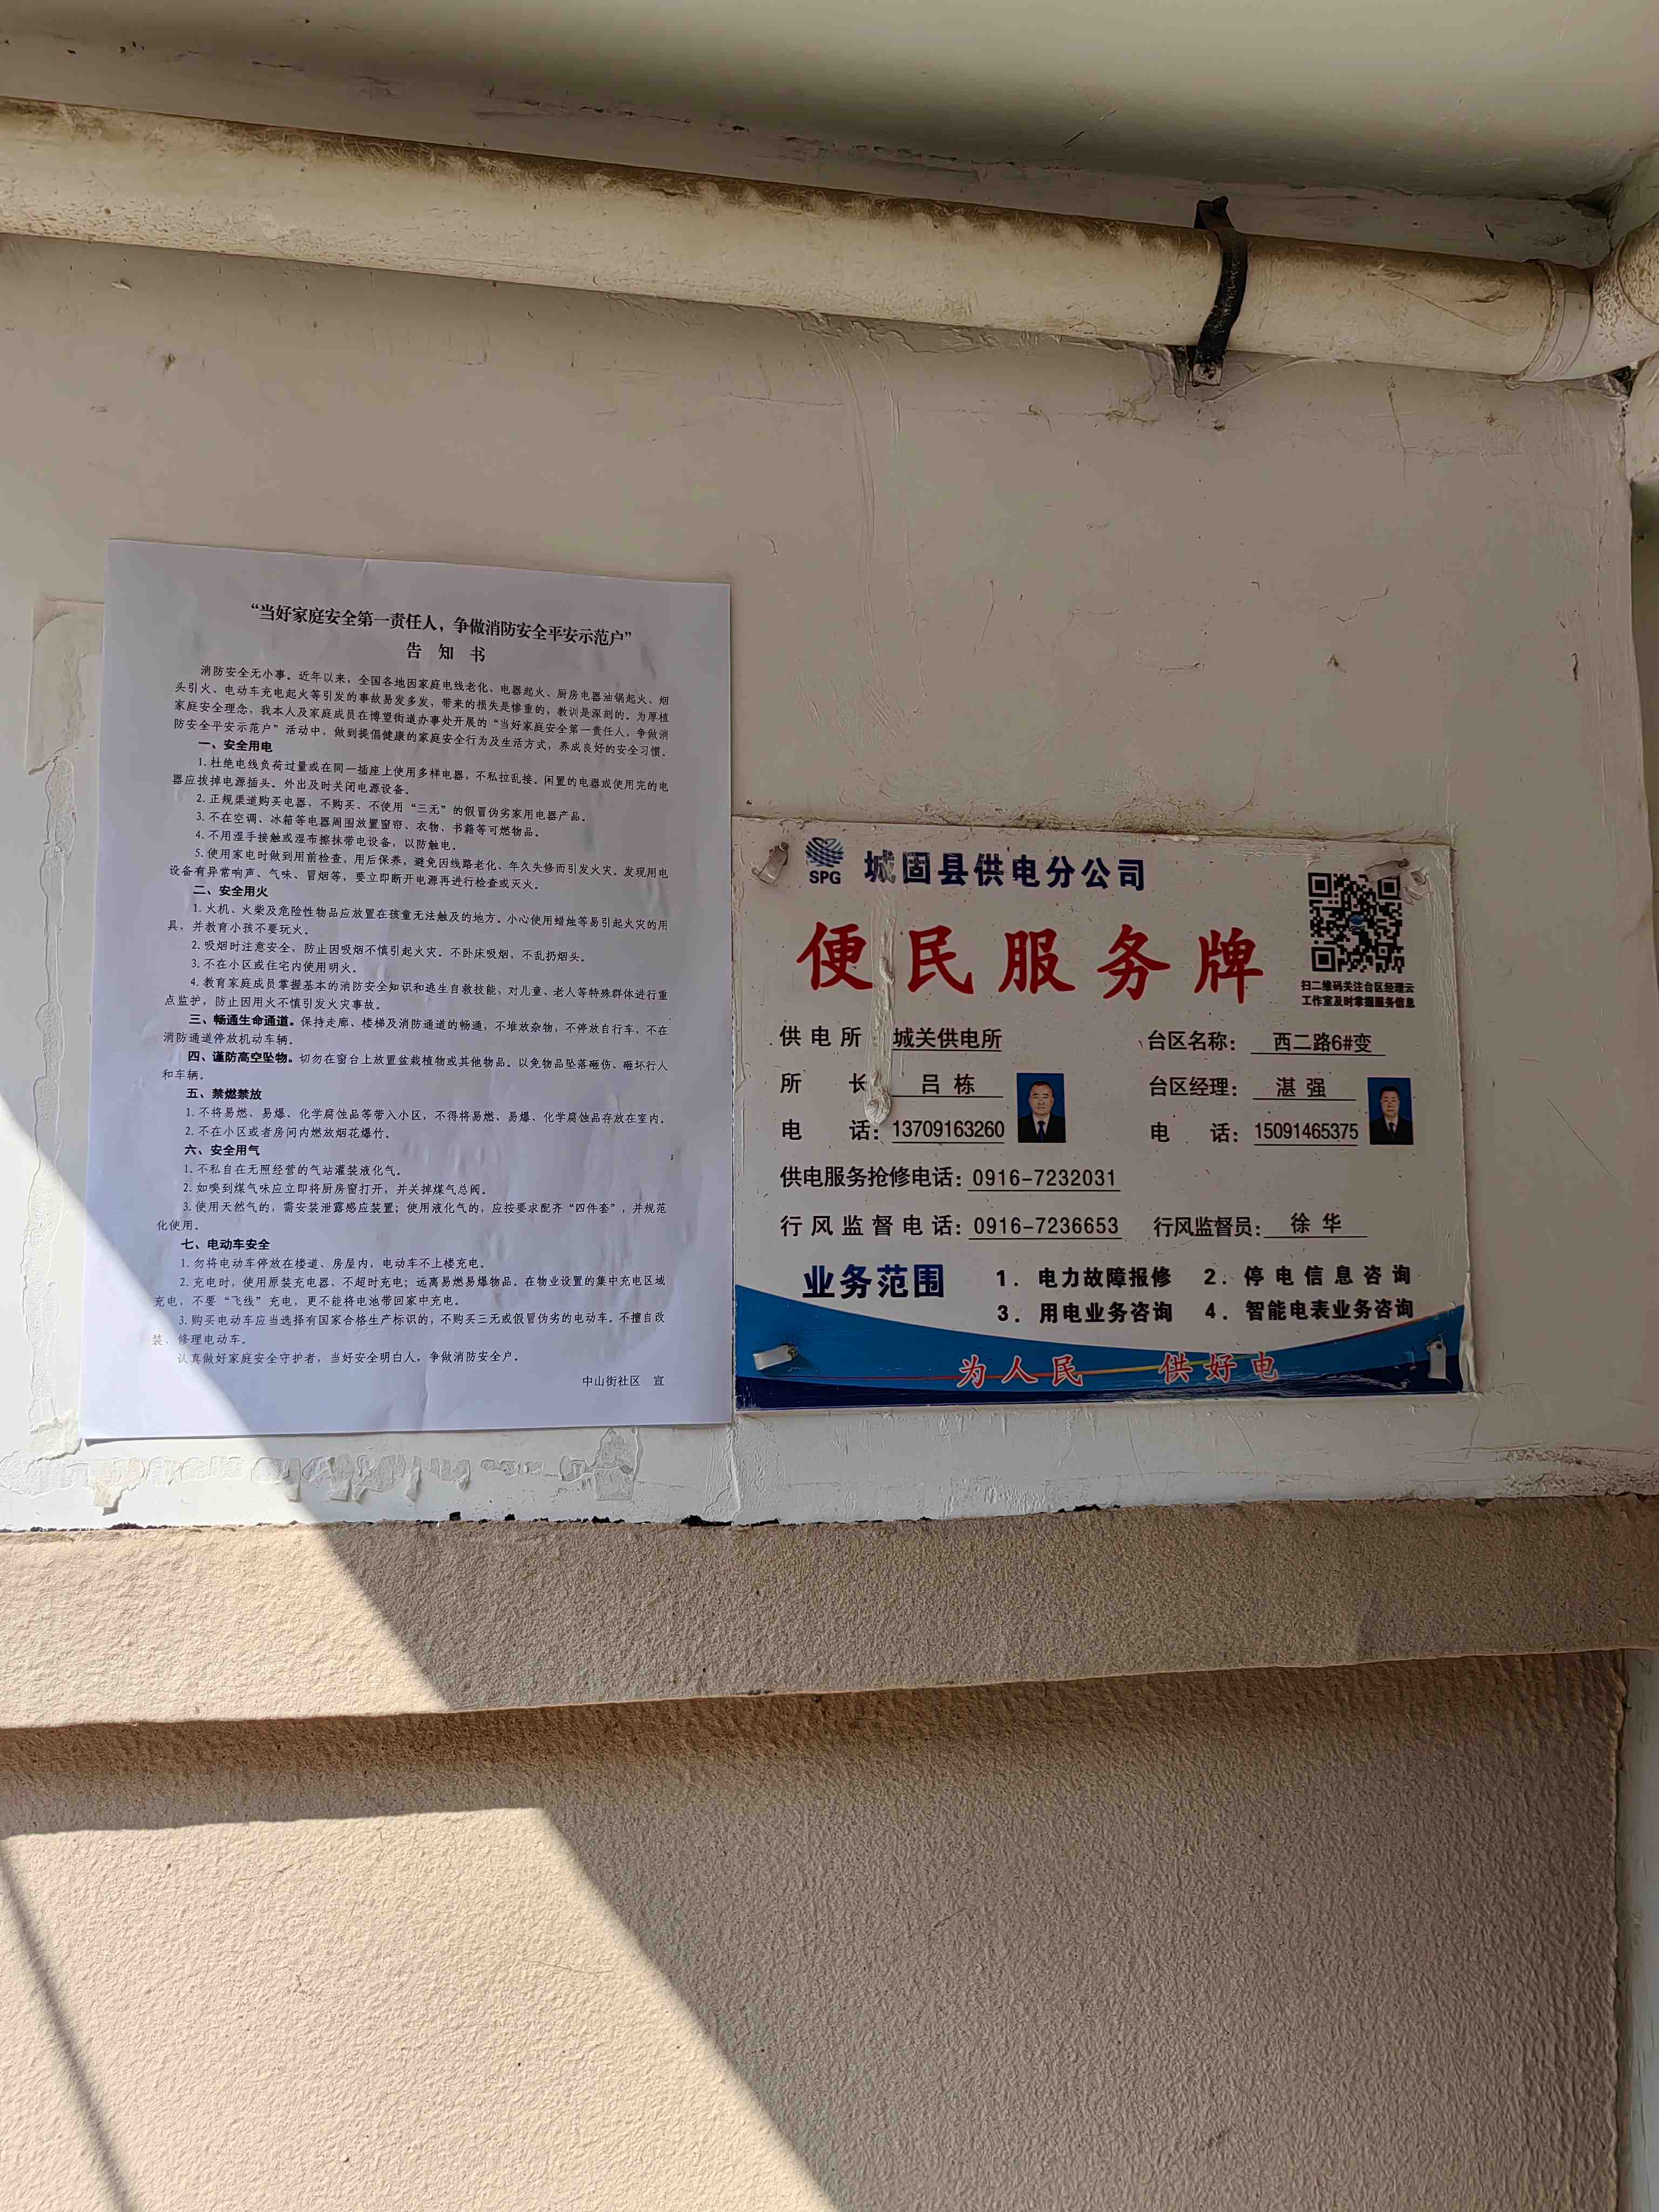 “当好家庭安全第一责任人，争做消防安全平安示范户”
告 知 书
消防安全无小事。近年以来，全国各地因家庭电线老化、电器起火、厨房电器油锅起火、烟
头引火、电动车充电起火等引发的事故易发多发，带来的损失是惨重的，教训是深刻的。为厚植
家庭安全理念，我本人及家庭成员在博望街道办事处开展的“当好家庭安全第一责任人，争做消
防安全平安示范户”活动中，做到提倡健康的家庭安全行为及生活方式，养成良好的安全习惯。
一、安全用电
1.杜绝电线负荷过量或在同一插座上使用多样电器，不私拉乱接。闲置的电器或使用完的电
器应拔掉电源插头。外出及时关闭电源设备。
2.正规渠道购买电器，不购买、不使用“三无”的假冒伪劣家用电器产品。
3.不在空调、冰箱等电器周围放置窗帘、衣物、书籍等可燃物品。
4.不用湿手接触或湿布擦抹带电设备，以防触电。
5.使用家电时做到用前检查，用后保养，避免因线路老化、年久失修而引发火灾。发现用电
设备有异常响声、气味、冒烟等，要立即断开电源再进行检查或灭火。
二、安全用火
1.火机、火柴及危险性物品应放置在孩童无法触及的地方。小心使用蜡烛等易引起火灾的用
具，并教育小孩不要玩火。
2.吸烟时注意安全，防止因吸烟不慎引起火灾。不卧床吸烟，不乱扔烟头。
3.不在小区或住宅内使用明火。
4.教育家庭成员掌握基本的消防安全知识和逃生自救技能，对儿童、老人等特殊群体进行重
点监护，防止因用火不慎引发火灾事故。
三、畅通生命通道。保持走廊、楼梯及消防通道的畅通，不堆放杂物，不停放自行车，不在
消防通道停放机动车辆。
四、谨防高空坠物。切勿在窗台上放置盆栽植物或其他物品。以免物品坠落砸伤、砸坏行人
和车辆。
五、禁燃禁放
1.不将易燃、易爆、化学腐蚀品等带入小区，不得将易燃、易爆、化学腐蚀品存放在室内。
2.不在小区或者房间内燃放烟花爆竹。
六、安全用气
1.不私自在无照经营的气站灌装液化气。
2.如嗅到煤气味应立即将厨房窗打开，并关掉煤气总阀。
3.使用天然气的，需安装泄露感应装置；使用液化气的，应按要求配齐“四件套”，并规范
化使用。
七、电动车安全
1.勿将电动车停放在楼道、房屋内，电动车不上楼充电。
2.充电时，使用原装充电器，不超时充电；远离易燃易爆物品。在物业设置的集中充电区域
充电，不要“飞线”充电，更不能将电池带回家中充电。
3.购买电动车应当选择有国家合格生产标识的，不购买三无或假冒伪劣的电动车。不擅自改
装、修理电动车。
认真做好家庭安全守护者，当好安全明白人，争做消防安全户。
中山街社区 宣
SPG 城固县供电分公司
便民服务牌
扫二维码关注台区经理云
工作室及时掌握服务信息
供电所 城关供电所 台区名称： 西二路6#变
所 长 吕 栋 台区经理： 湛 强
电 话：13709163260 电 话：15091465375
供电服务抢修电话：0916-7232031
行风监督电话：0916-7236653 行风监督员： 徐 华
业务范围 1. 电力故障报修 2. 停电信息咨询
3. 用电业务咨询 4. 智能电表业务咨询
为人民 供好电